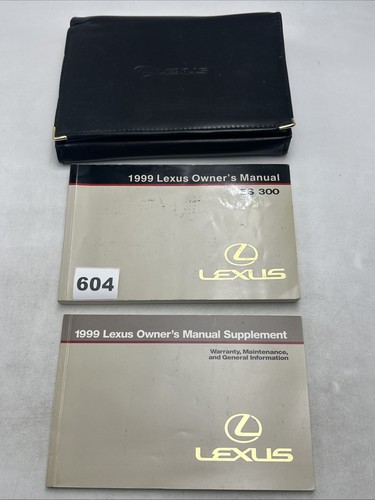 LEXUS
1999 Lexus Owner's Manual
ES 300
LEXUS
604
1999 Lexus Owner's Manual Supplement
Warranty, Maintenance,
and General Information
LEXUS